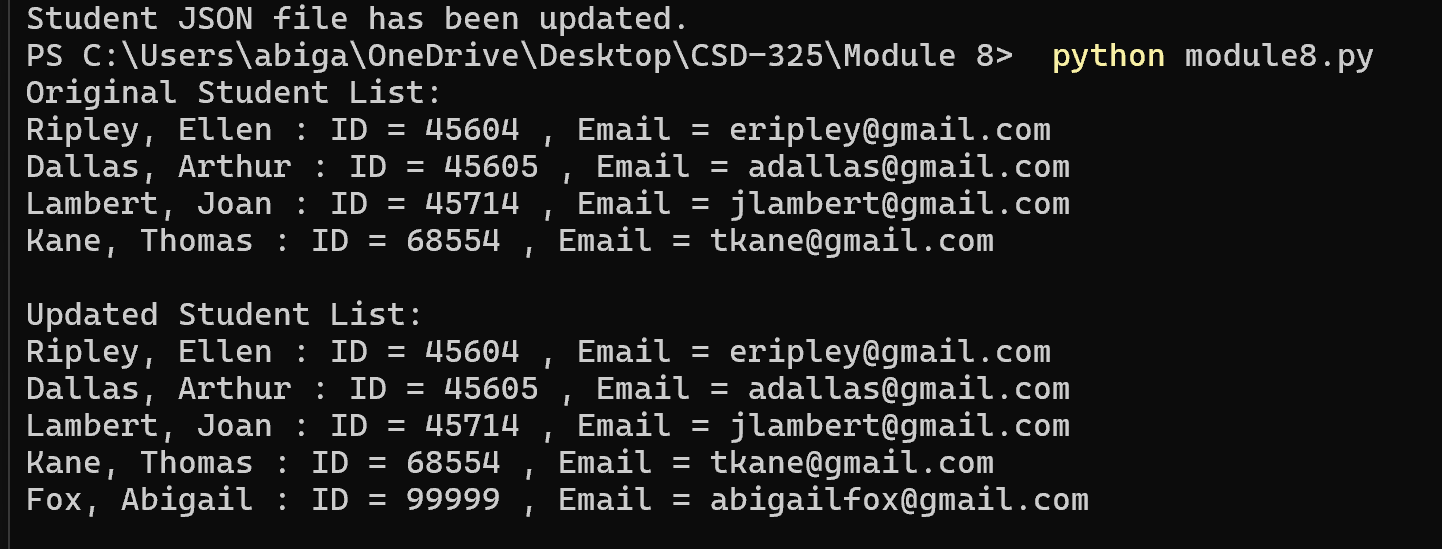 Student JSON file has been updated.
PS C:\Users\abiga\OneDrive\Desktop\CSD-325\Module 8>  python module8.py
Original Student List:
Ripley, Ellen : ID = 45604 , Email = eripley@gmail.com
Dallas, Arthur : ID = 45605 , Email = adallas@gmail.com
Lambert, Joan : ID = 45714 , Email = jlambert@gmail.com
Kane, Thomas : ID = 68554 , Email = tkane@gmail.com

Updated Student List:
Ripley, Ellen : ID = 45604 , Email = eripley@gmail.com
Dallas, Arthur : ID = 45605 , Email = adallas@gmail.com
Lambert, Joan : ID = 45714 , Email = jlambert@gmail.com
Kane, Thomas : ID = 68554 , Email = tkane@gmail.com
Fox, Abigail : ID = 99999 , Email = abigailfox@gmail.com